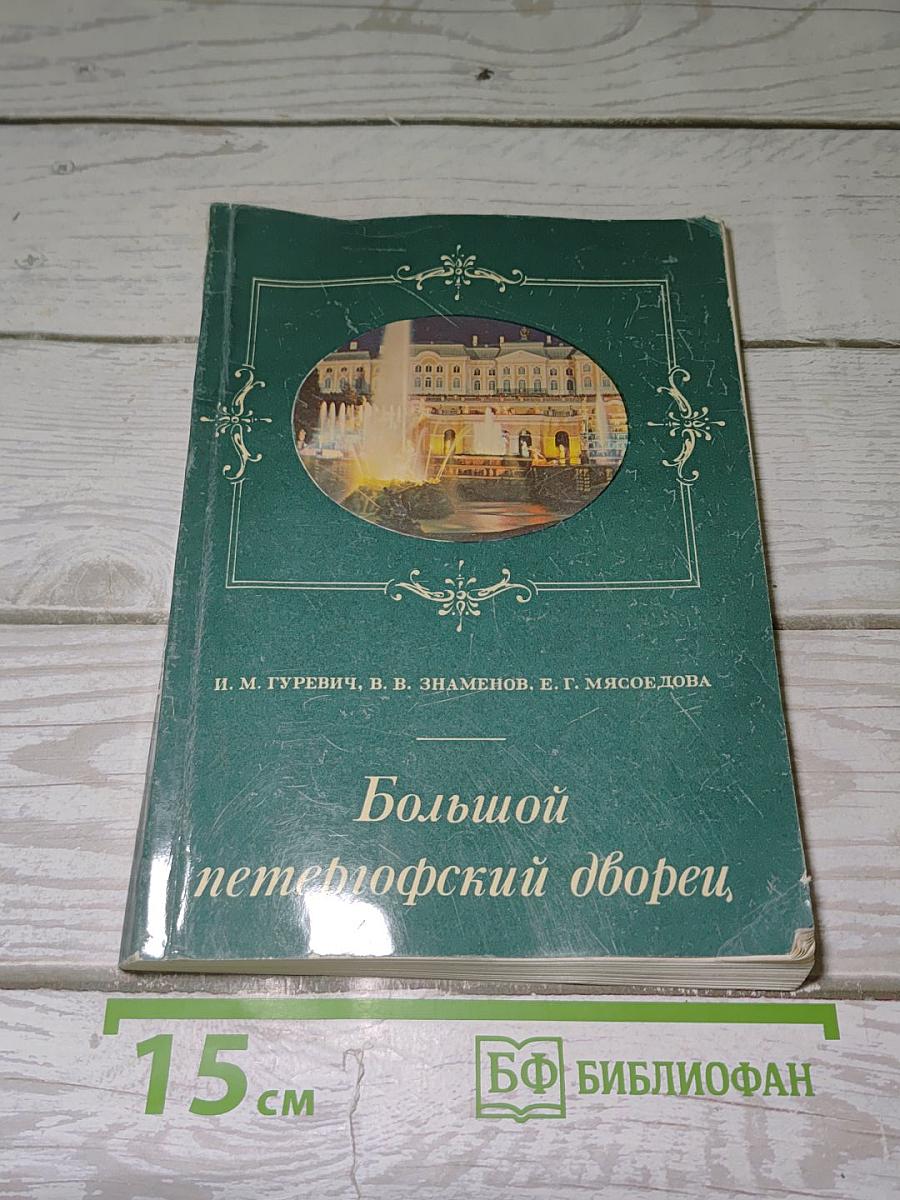 И. М. ГУРЕВИЧ, В. В. ЗНАМЕНОВ, Е. Г. МЯСОЕДОВА
Большой
петергофский дворец
15 см
БФ БИБЛИОФАН